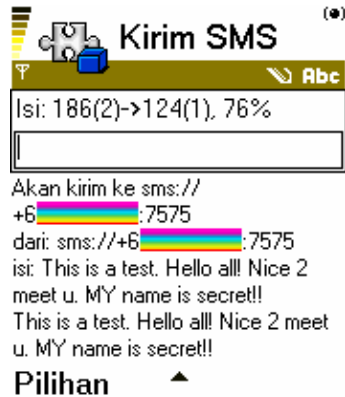 Kirim SMS
Abc
Isi: 186(2)->124(1), 76%
Akan kirim ke sms://
+6 :7575
dari: sms://+6 :7575
isi: This is a test. Hello all! Nice 2
meet u. MY name is secret!!
This is a test. Hello all! Nice 2 meet
u. MY name is secret!!
Pilihan